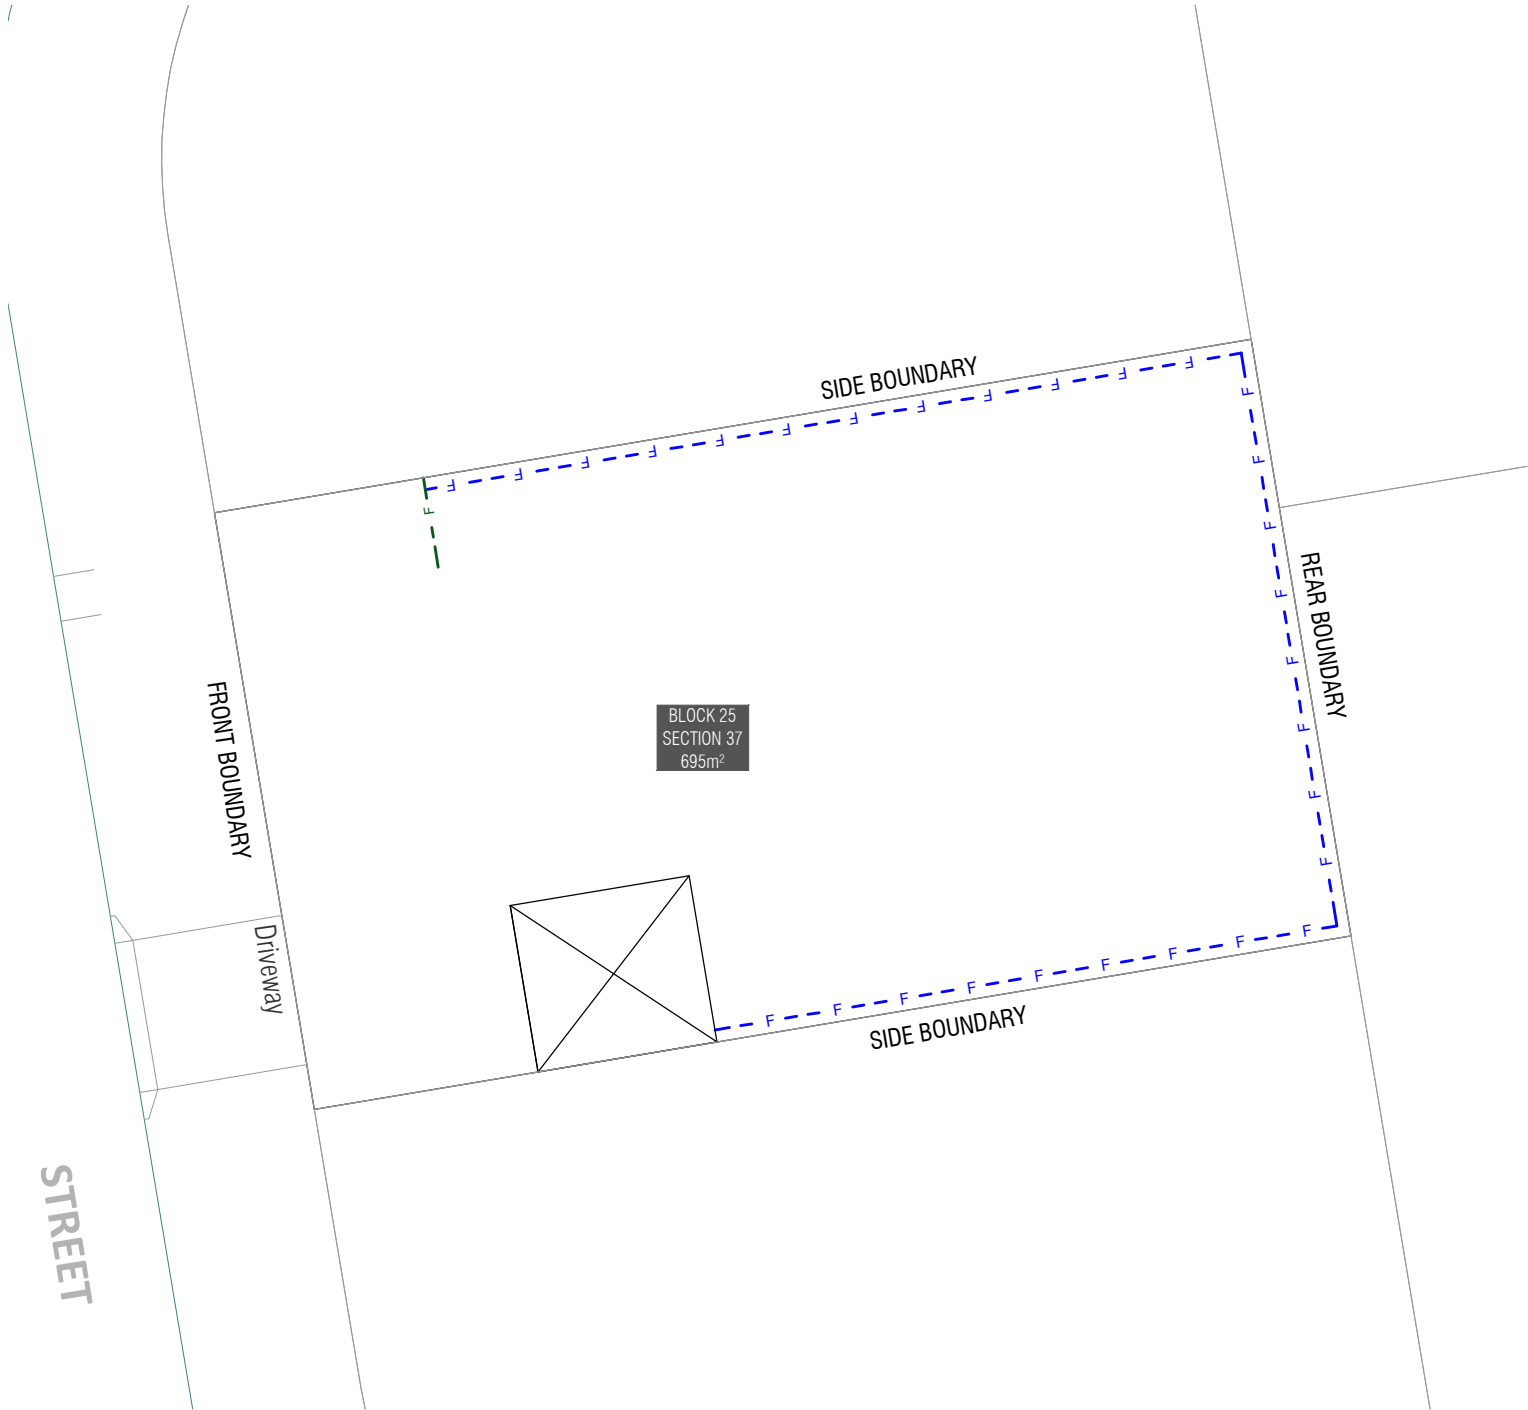 SIDE BOUNDARY
F F F F F F F F F F F F
F
F
F
F
F
F
F
F
F
REAR BOUNDARY
FRONT BOUNDARY
BLOCK 25
SECTION 37
695m²
Driveway
F F F F F F F F F
SIDE BOUNDARY
STREET